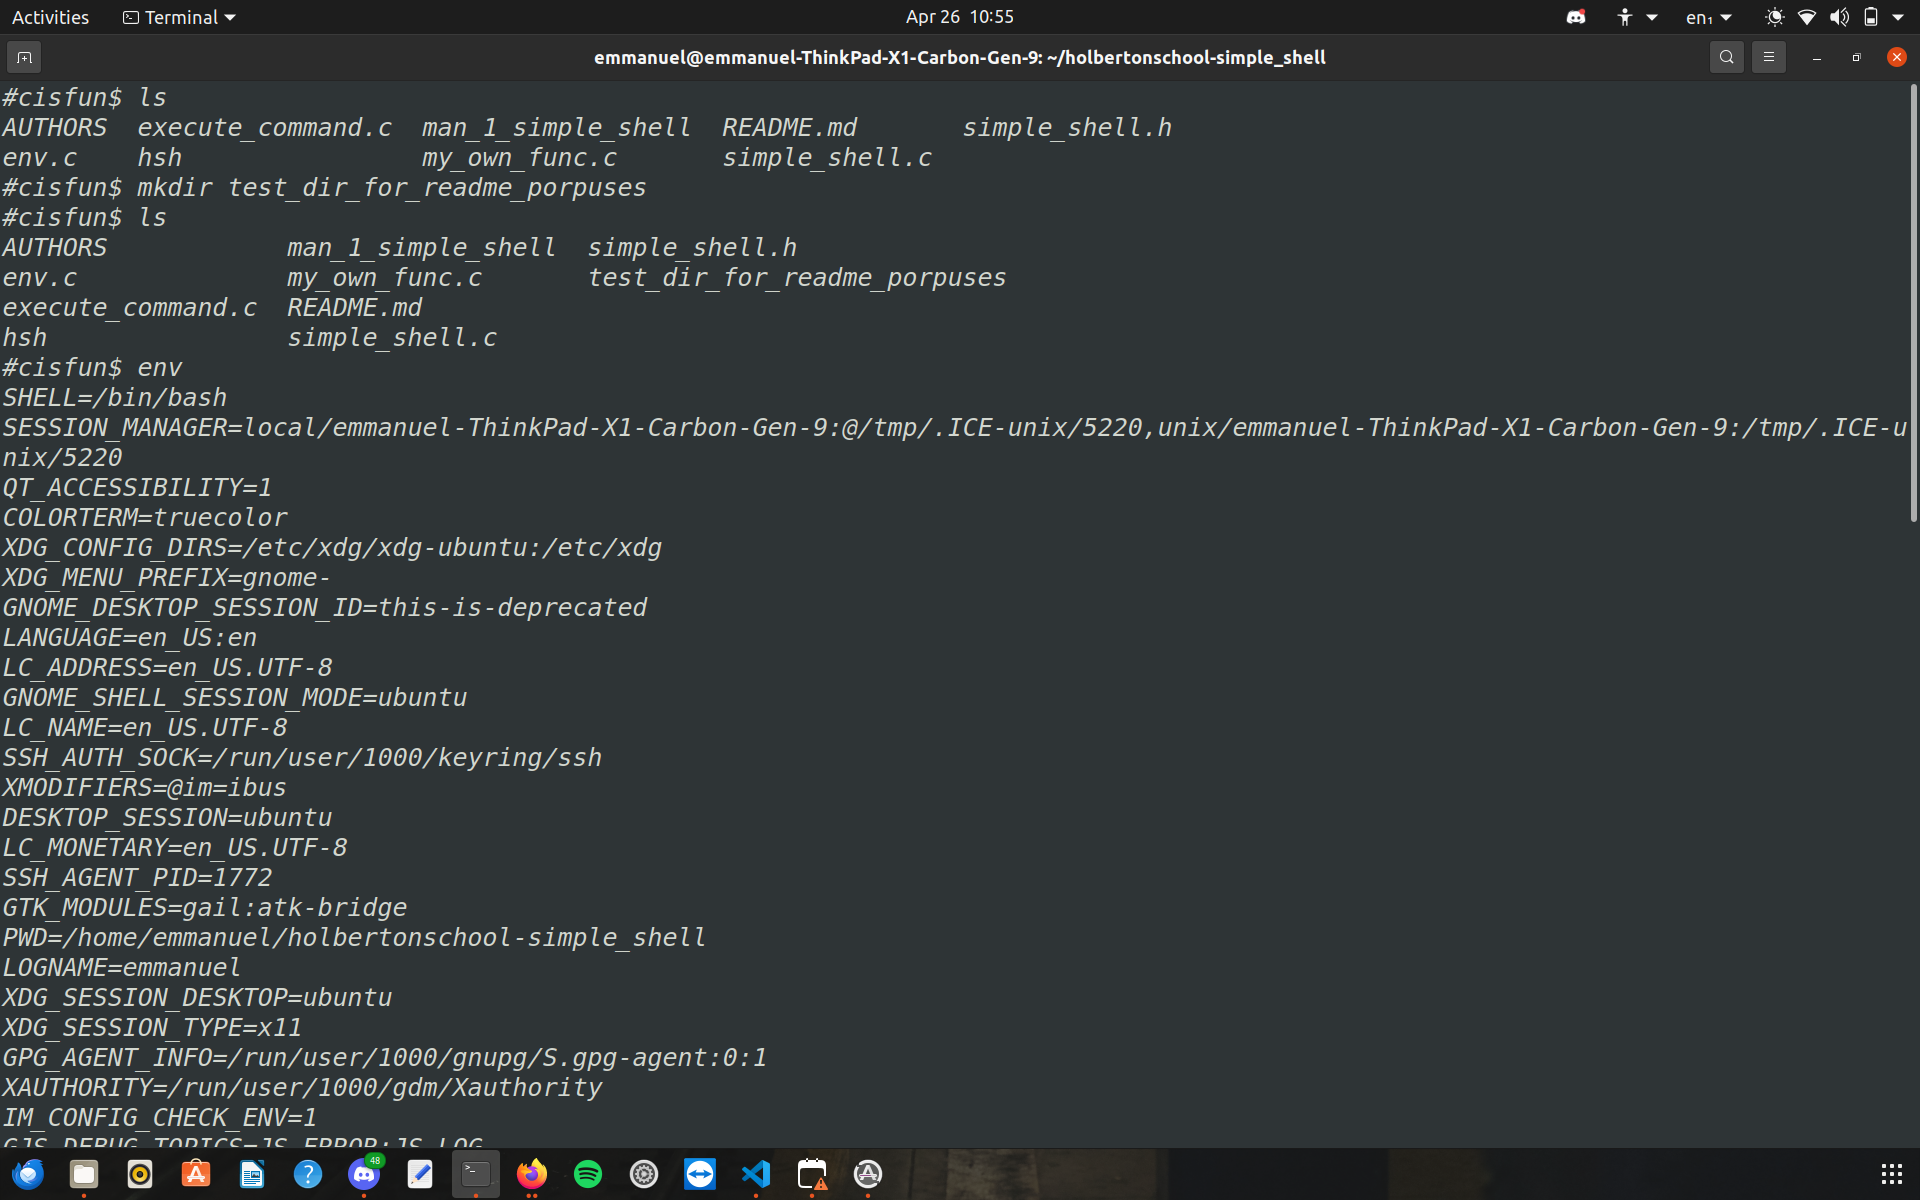 Activities Terminal Apr 26 10:55 en₁
emmanuel@emmanuel-ThinkPad-X1-Carbon-Gen-9: ~/holbertonschool-simple_shell
#cisfun$ ls
AUTHORS execute_command.c man_1_simple_shell README.md simple_shell.h
env.c hsh my_own_func.c simple_shell.c
#cisfun$ mkdir test_dir_for_readme_porpuses
#cisfun$ ls
AUTHORS man_1_simple_shell simple_shell.h
env.c my_own_func.c test_dir_for_readme_porpuses
execute_command.c README.md
hsh simple_shell.c
#cisfun$ env
SHELL=/bin/bash
SESSION_MANAGER=local/emmanuel-ThinkPad-X1-Carbon-Gen-9:@/tmp/.ICE-unix/5220,unix/emmanuel-ThinkPad-X1-Carbon-Gen-9:/tmp/.ICE-u
nix/5220
QT_ACCESSIBILITY=1
COLORTERM=truecolor
XDG_CONFIG_DIRS=/etc/xdg/xdg-ubuntu:/etc/xdg
XDG_MENU_PREFIX=gnome-
GNOME_DESKTOP_SESSION_ID=this-is-deprecated
LANGUAGE=en_US:en
LC_ADDRESS=en_US.UTF-8
GNOME_SHELL_SESSION_MODE=ubuntu
LC_NAME=en_US.UTF-8
SSH_AUTH_SOCK=/run/user/1000/keyring/ssh
XMODIFIERS=@im=ibus
DESKTOP_SESSION=ubuntu
LC_MONETARY=en_US.UTF-8
SSH_AGENT_PID=1772
GTK_MODULES=gail:atk-bridge
PWD=/home/emmanuel/holbertonschool-simple_shell
LOGNAME=emmanuel
XDG_SESSION_DESKTOP=ubuntu
XDG_SESSION_TYPE=x11
GPG_AGENT_INFO=/run/user/1000/gnupg/S.gpg-agent:0:1
XAUTHORITY=/run/user/1000/gdm/Xauthority
IM_CONFIG_CHECK_ENV=1
GJS_DEBUG_TOPICS=JS ERROR;JS LOG
48